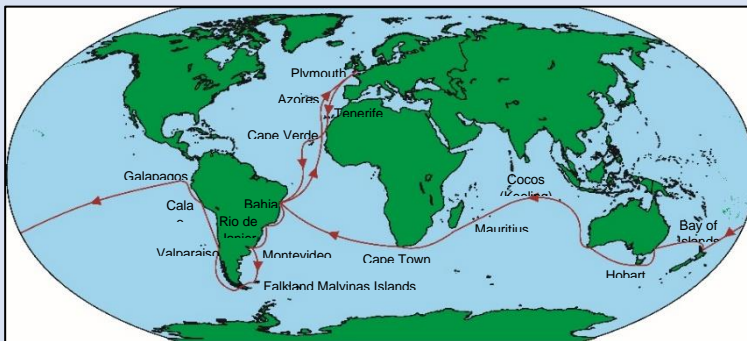 Plymouth
Azores
Tenerife
Cape Verde
Galapagos
Cocos
Bahia
Rio de
Bay of
Mauritius
Valparaiso
Montevideo
Cape Town
Hobart
Falkland Malvinas Islands